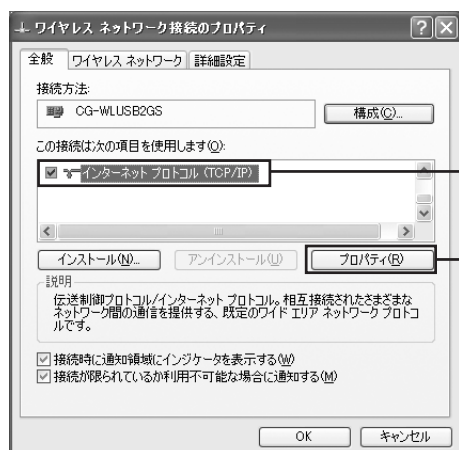 ワイヤレス ネットワーク接続のプロパティ
全般 ワイヤレス ネットワーク 詳細設定
接続方法:
CG-WLUSB2GS 構成(C)...
この接続は次の項目を使用します(O):
インターネット プロトコル (TCP/IP)
インストール(N)... アンインストール(U) プロパティ(R)
説明
伝送制御プロトコル/インターネット プロトコル。相互接続されたさまざまな
ネットワーク間の通信を提供する、既定のワイド エリア ネットワーク プロトコ
ルです。
接続時に通知領域にインジケータを表示する(W)
接続が限られているか利用不可能な場合に通知する(M)
OK キャンセル